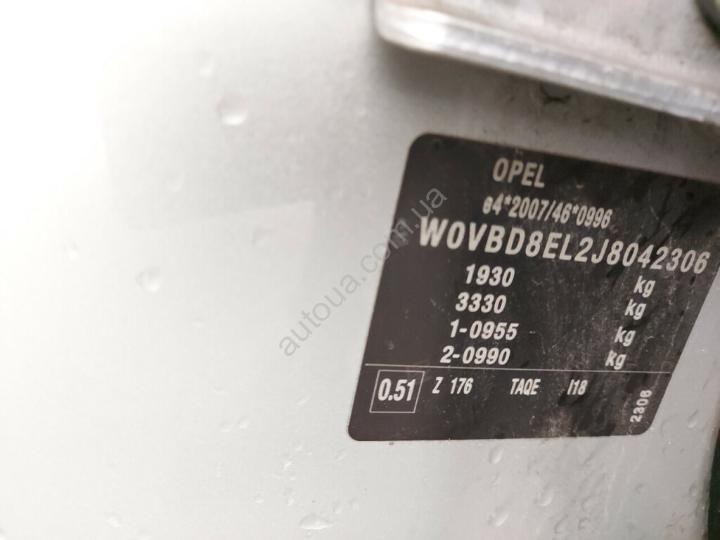 OPEL
e4*2007/46*0996
W0VBD8EL2J8042306
1930 kg
3330 kg
1-0955 kg
2-0990 kg
0.51 Z 176 TAQE I18
2306
autoua.com.ua